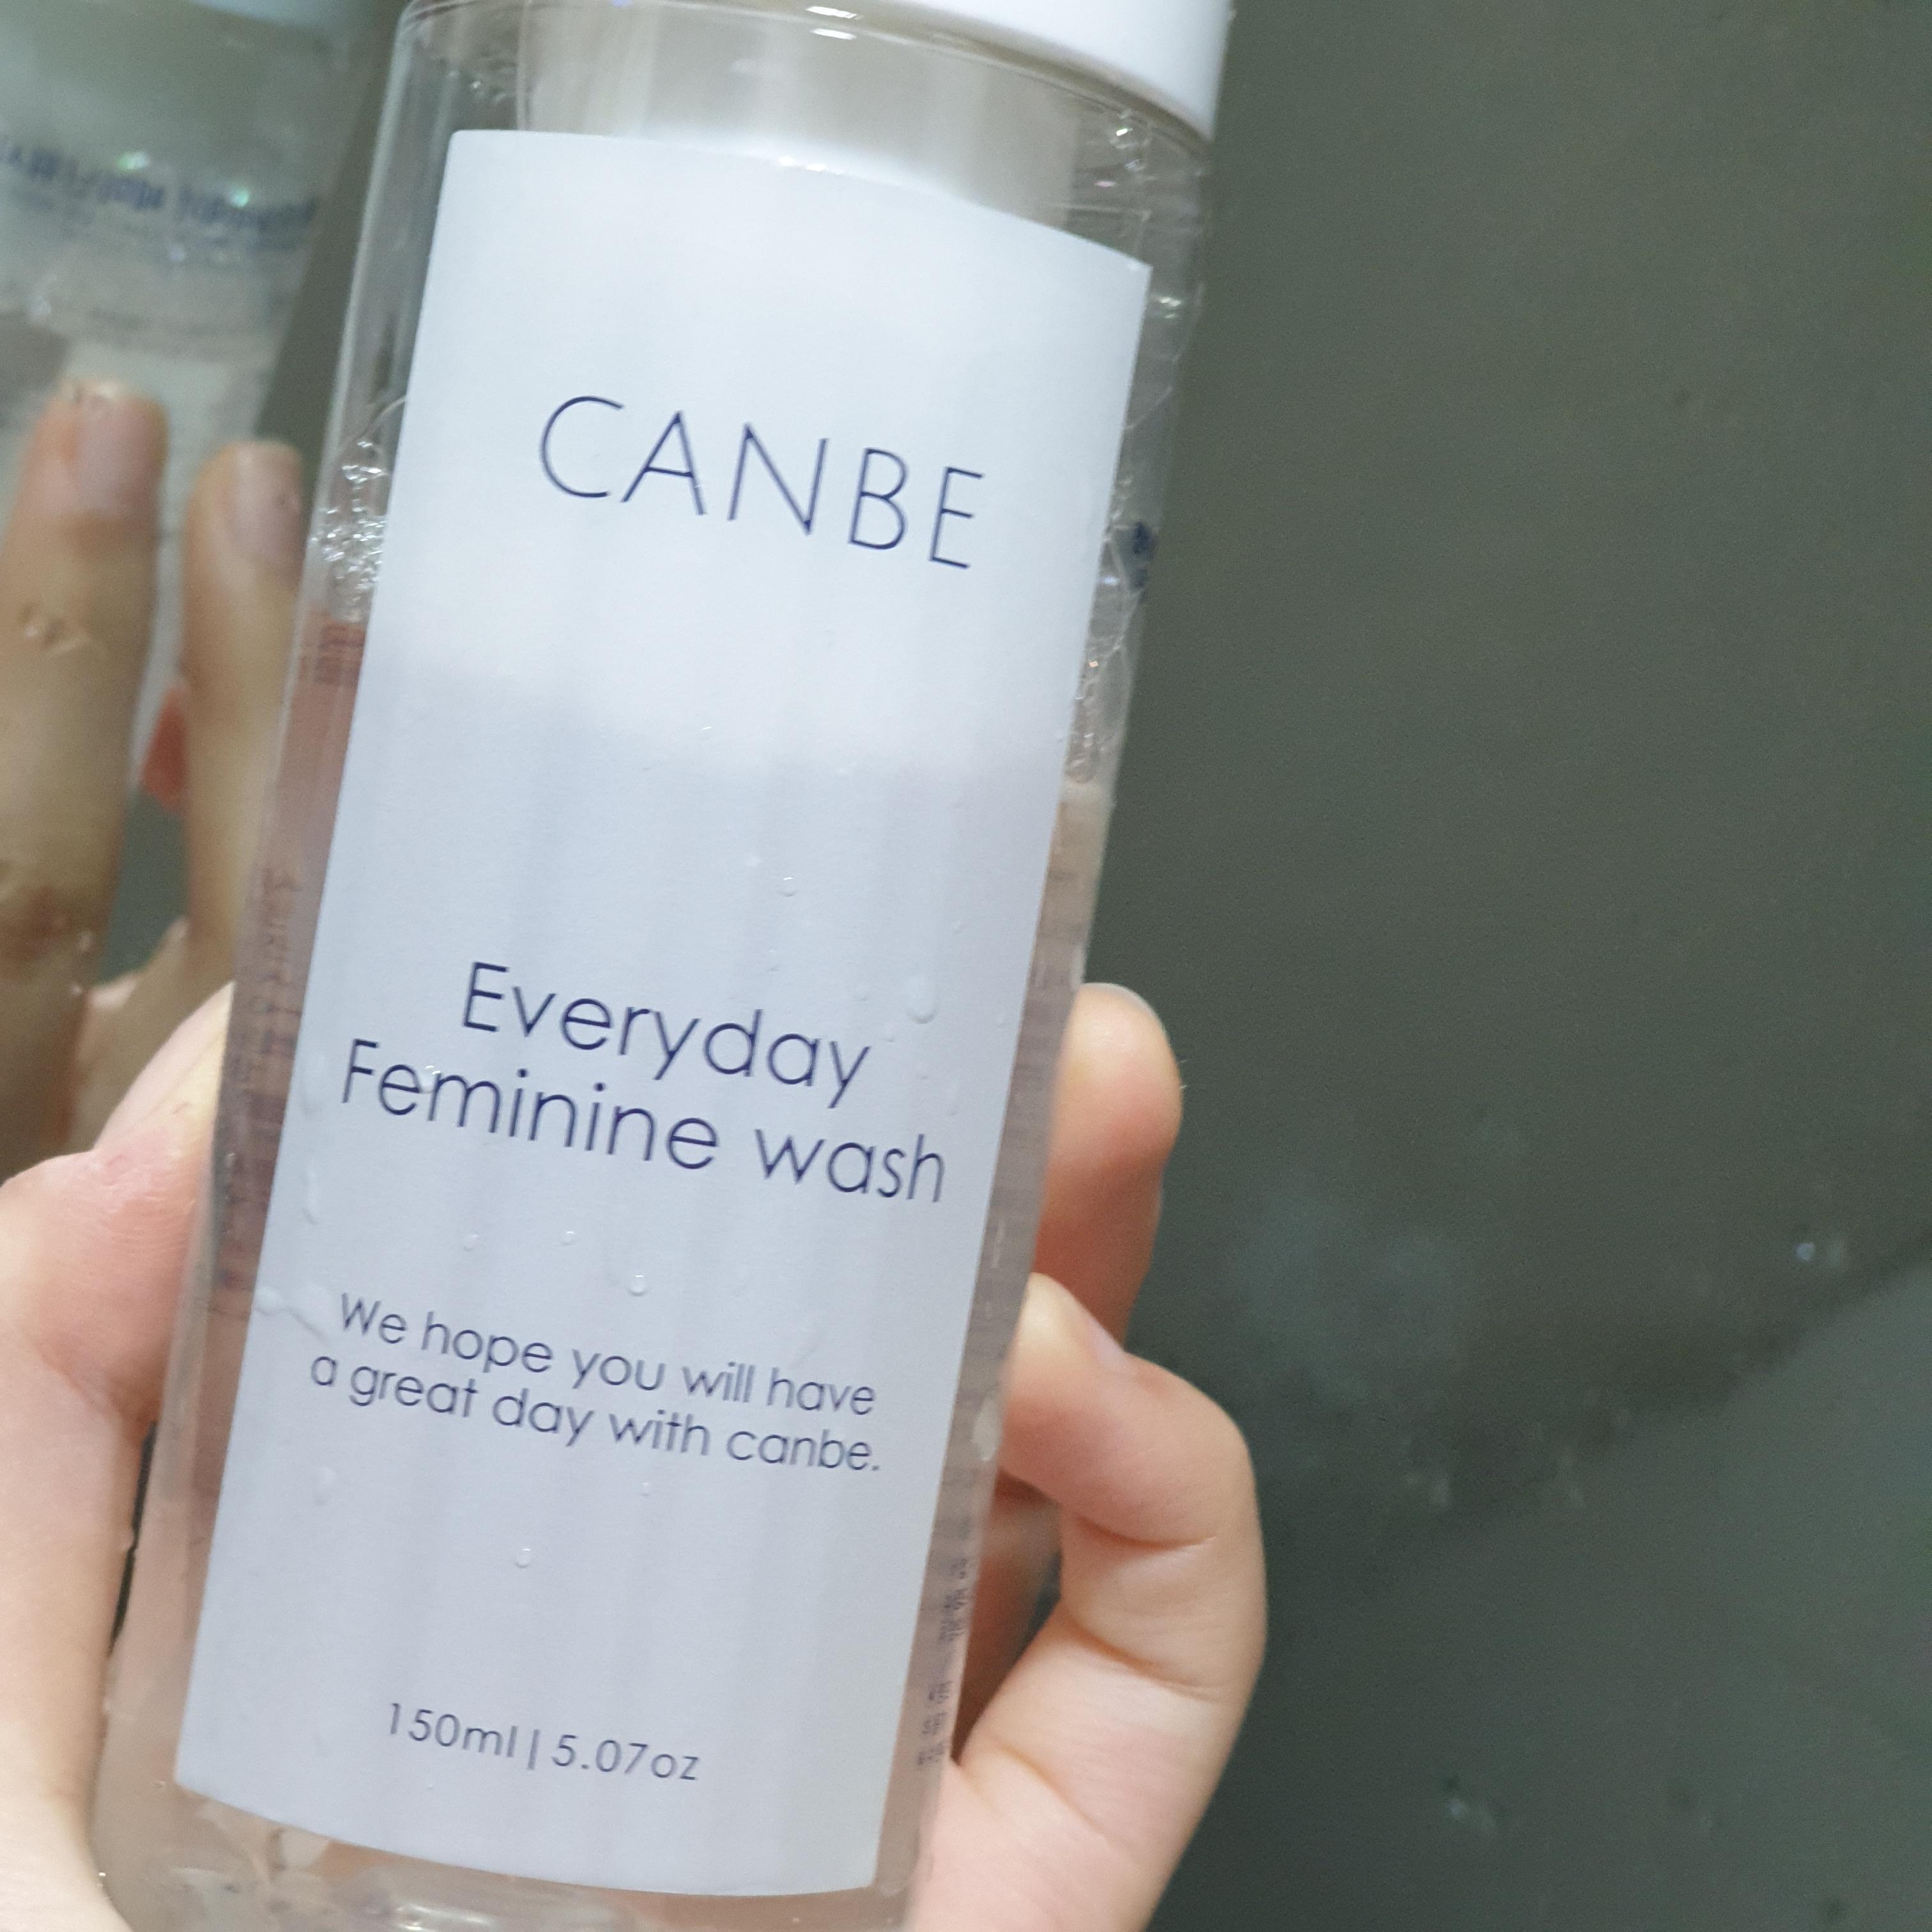 CANBE
Everyday
Feminine wash
We hope you will have
a great day with canbe.
150ml | 5.07oz